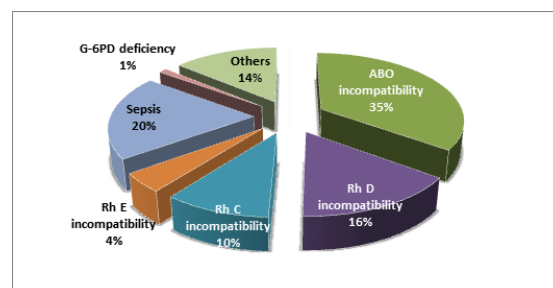 G-6PD deficiency
1%
Others
14%
ABO
incompatibility
35%
Sepsis
20%
Rh D
incompatibility
16%
Rh C
incompatibility
10%
Rh E
incompatibility
4%